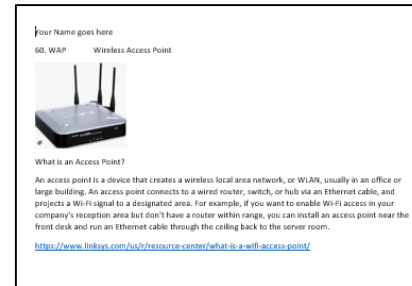 Your Name goes here
60. WAP Wireless Access Point
What is an Access Point?
An access point is a device that creates a wireless local area network, or WLAN, usually in an office or
large building. An access point connects to a wired router, switch, or hub via an Ethernet cable, and
projects a Wi-Fi signal to a designated area. For example, if you want to enable Wi-Fi access in your
company's reception area but don't have a router within range, you can install an access point near the
front desk and run an Ethernet cable through the ceiling back to the server room.
https://www.linksys.com/us/r/resource-center/what-is-a-wifi-access-point/